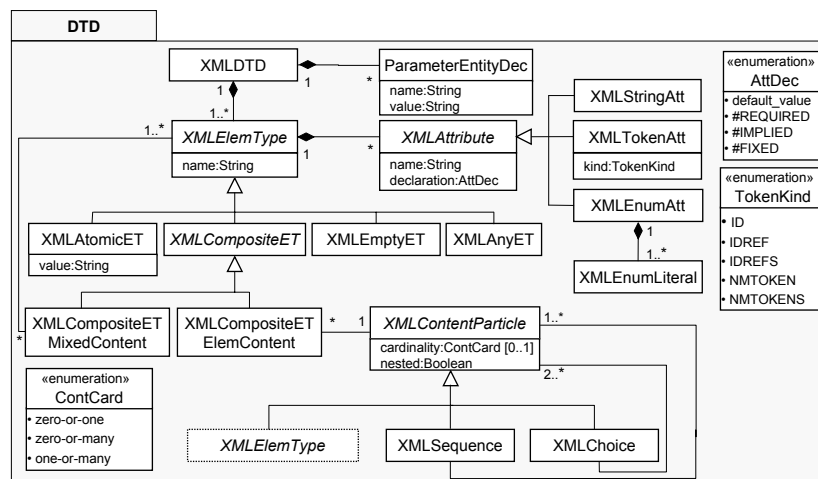 DTD
XMLDTD
1
*
1
1..*
ParameterEntityDec
name:String
value:String
«enumeration»
AttDec
• default_value
• #REQUIRED
• #IMPLIED
• #FIXED
1..*
XMLElemType
name:String
1
*
XMLAttribute
name:String
declaration:AttDec
XMLStringAtt
XMLTokenAtt
kind:TokenKind
XMLEnumAtt
1
1..*
XMLEnumLiteral
«enumeration»
TokenKind
• ID
• IDREF
• IDREFS
• NMTOKEN
• NMTOKENS
XMLAtomicET
value:String
XMLCompositeET
XMLEmptyET
XMLAnyET
*
XMLCompositeET
MixedContent
XMLCompositeET
ElemContent
*
1
XMLContentParticle
cardinality:ContCard [0..1]
nested:Boolean
1..*
2..*
«enumeration»
ContCard
• zero-or-one
• zero-or-many
• one-or-many
XMLElemType
XMLSequence
XMLChoice